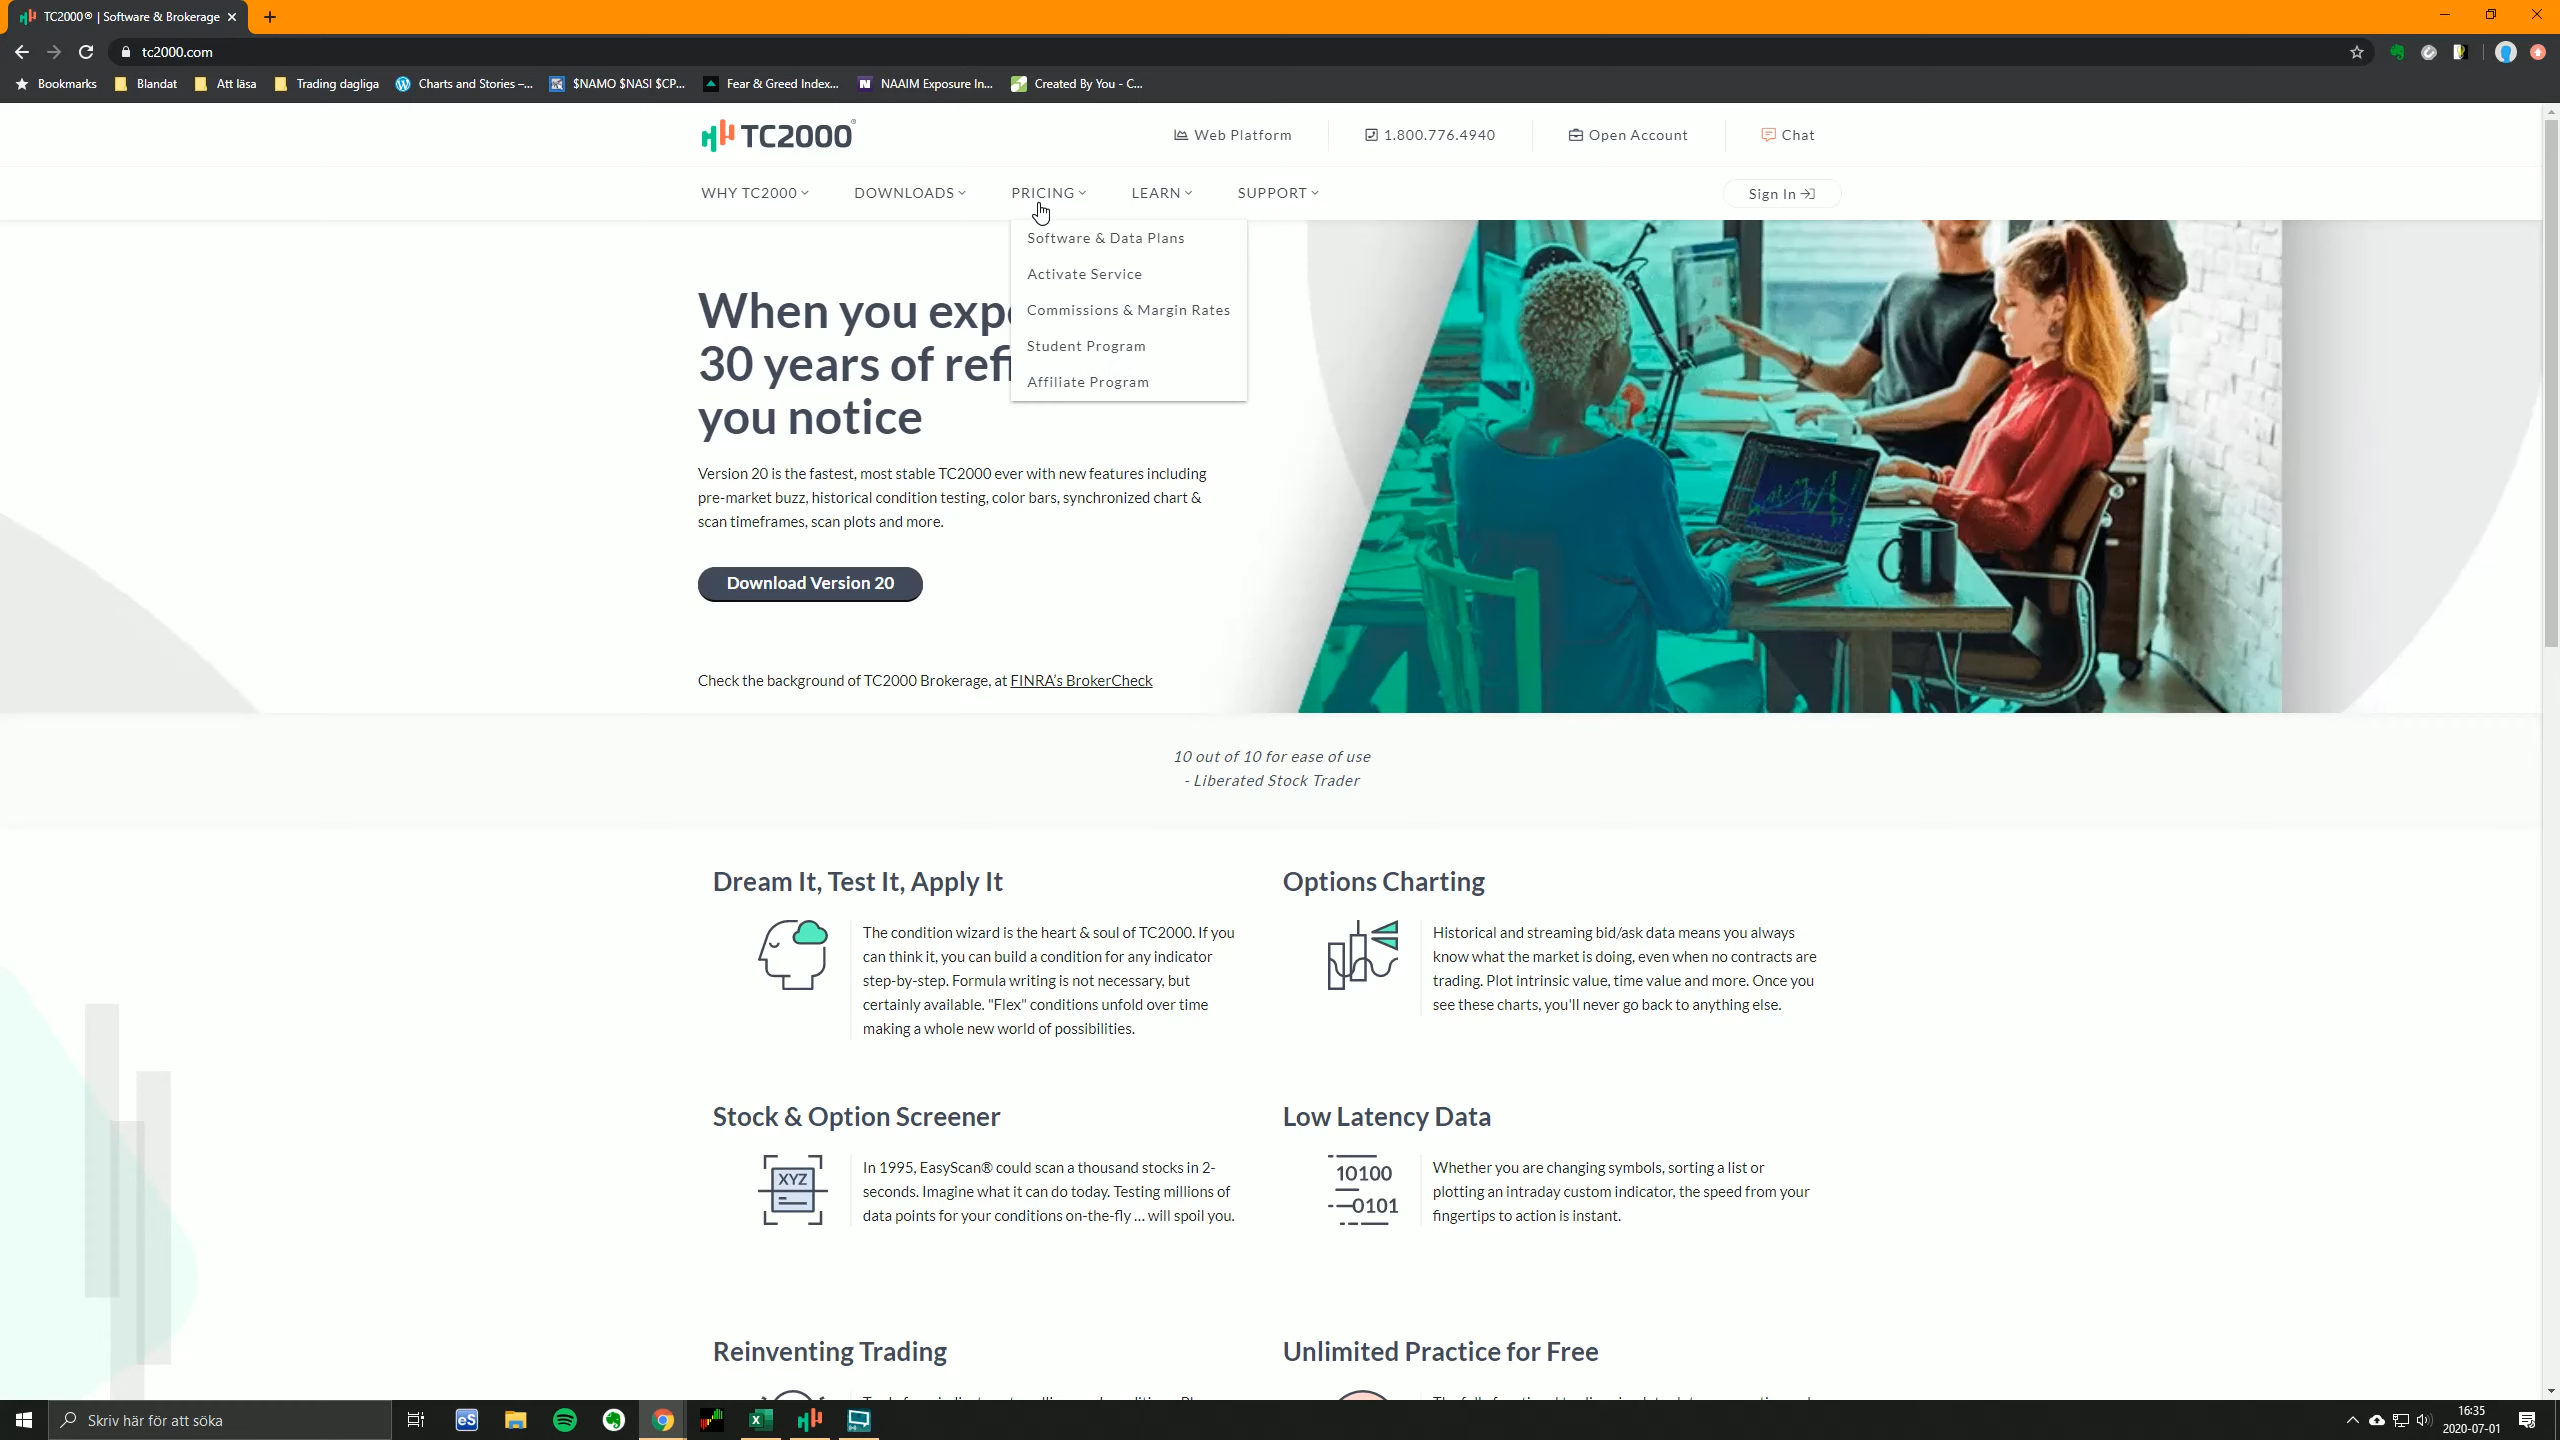 TC2000® | Software & Brokerage
tc2000.com
Bookmarks
Blandat
Att läsa
Trading dagliga
Charts and Stories –...
$NAMO $NASI $CP...
Fear & Greed Index...
NAAIM Exposure In...
Created By You - C...
TC2000®
Web Platform
1.800.776.4940
Open Account
Chat
WHY TC2000
DOWNLOADS
PRICING
LEARN
SUPPORT
Sign In
Software & Data Plans
Activate Service
Commissions & Margin Rates
Student Program
Affiliate Program
When you exp
30 years of ref
you notice
Version 20 is the fastest, most stable TC2000 ever with new features including
pre-market buzz, historical condition testing, color bars, synchronized chart &
scan timeframes, scan plots and more.
Download Version 20
Check the background of TC2000 Brokerage, at FINRA's BrokerCheck
10 out of 10 for ease of use
- Liberated Stock Trader
Dream It, Test It, Apply It
The condition wizard is the heart & soul of TC2000. If you
can think it, you can build a condition for any indicator
step-by-step. Formula writing is not necessary, but
certainly available. "Flex" conditions unfold over time
making a whole new world of possibilities.
Options Charting
Historical and streaming bid/ask data means you always
know what the market is doing, even when no contracts are
trading. Plot intrinsic value, time value and more. Once you
see these charts, you'll never go back to anything else.
Stock & Option Screener
XYZ
In 1995, EasyScan® could scan a thousand stocks in 2-
seconds. Imagine what it can do today. Testing millions of
data points for your conditions on-the-fly ... will spoil you.
Low Latency Data
10100
0101
Whether you are changing symbols, sorting a list or
plotting an intraday custom indicator, the speed from your
fingertips to action is instant.
Reinventing Trading
Unlimited Practice for Free
Skriv här för att söka
eS
16:35
2020-07-01